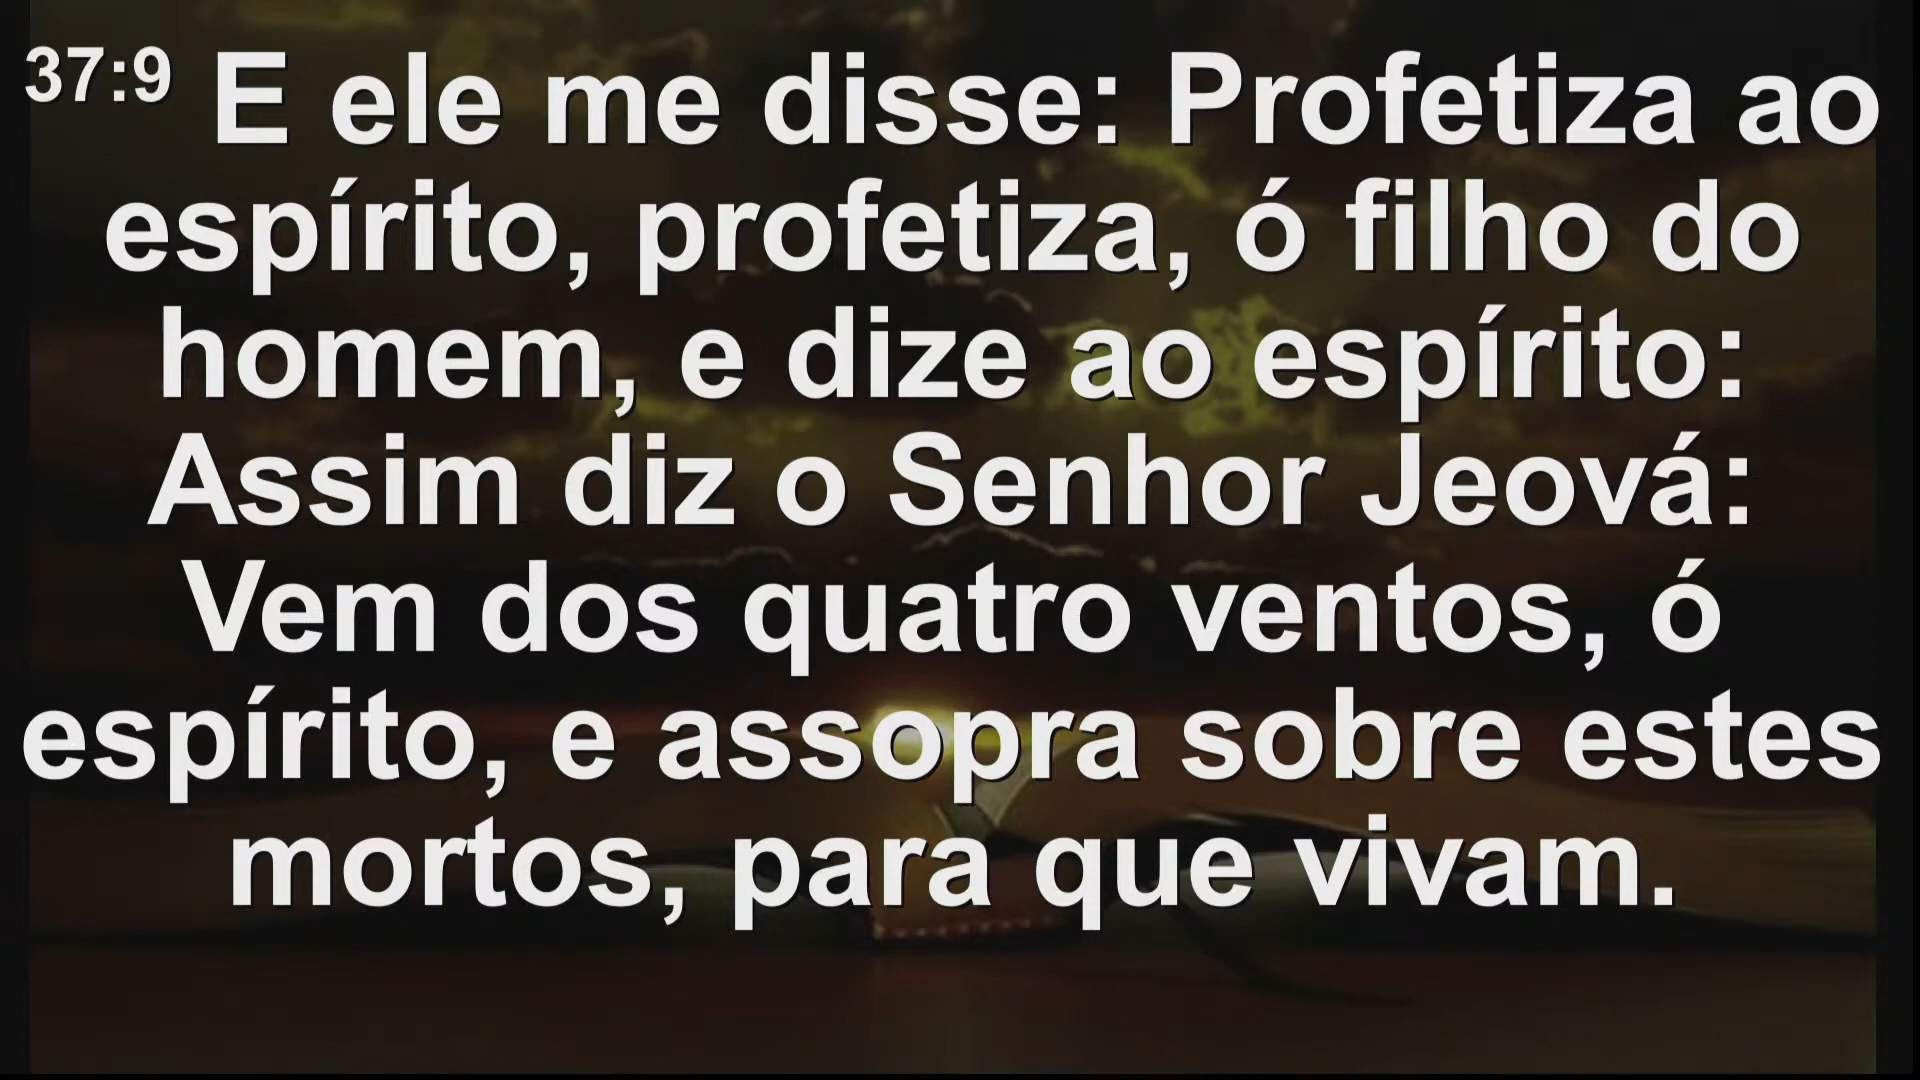 37:9 E ele me disse: Profetiza ao
espírito, profetiza, ó filho do
homem, e dize ao espírito:
Assim diz o Senhor Jeová:
Vem dos quatro ventos, ó
espírito, e assopra sobre estes
mortos, para que vivam.